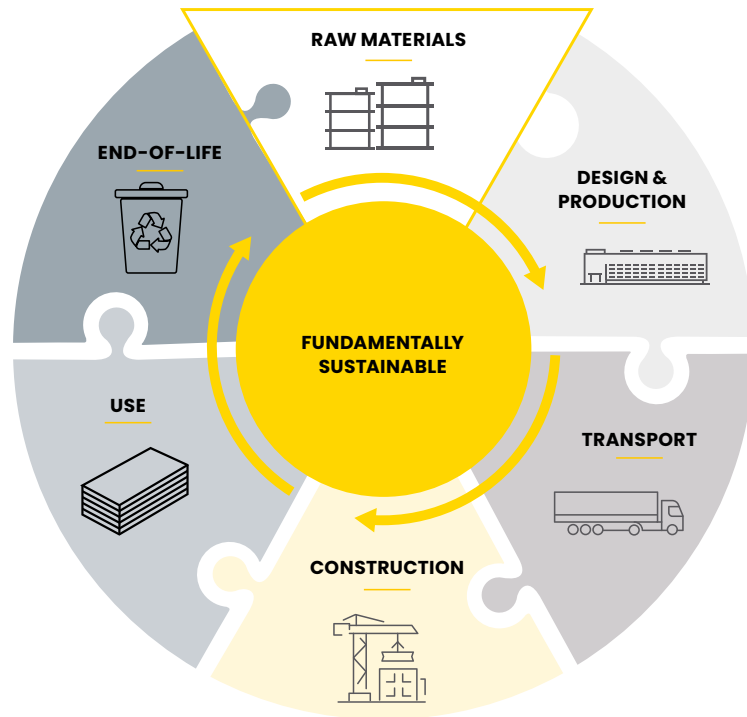 RAW MATERIALS
DESIGN &
PRODUCTION
TRANSPORT
CONSTRUCTION
USE
END-OF-LIFE
FUNDAMENTALLY
SUSTAINABLE